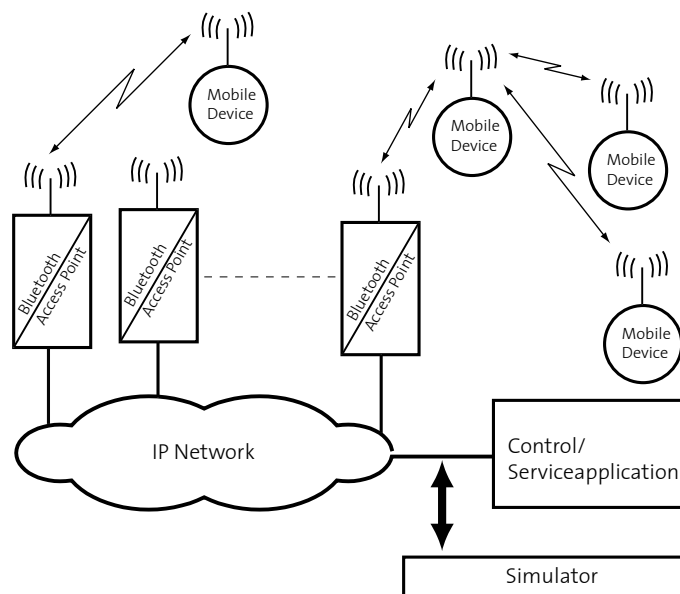 Mobile
Device
Mobile
Device
Mobile
Device
Mobile
Device
Bluetooth
Access Point
Bluetooth
Access Point
Bluetooth
Access Point
IP Network
Control/
Serviceapplication
Simulator